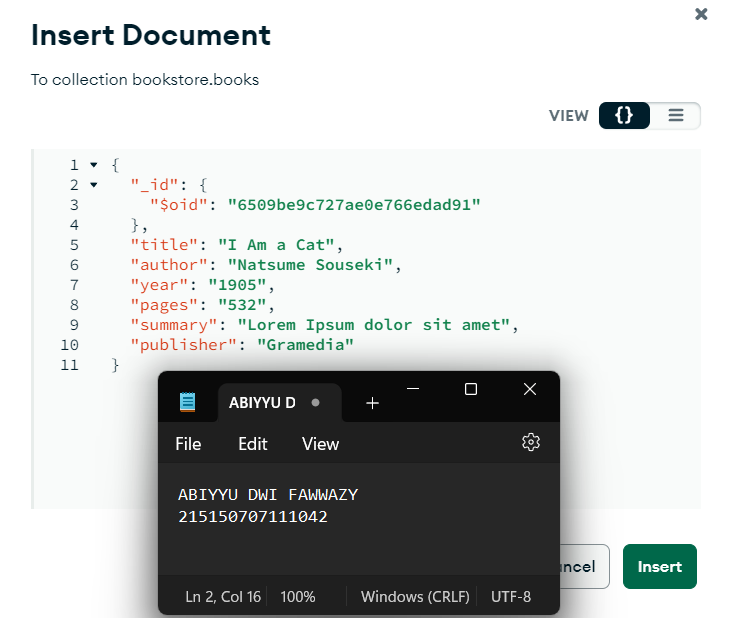 Insert Document
To collection bookstore.books
VIEW {}
1 {
2 "_id": {
3 "$oid": "6509be9c727ae0e766edad91"
4 },
5 "title": "I Am a Cat",
6 "author": "Natsume Souseki",
7 "year": "1905",
8 "pages": "532",
9 "summary": "Lorem Ipsum dolor sit amet",
10 "publisher": "Gramedia"
11 }
ABIYYU D
File Edit View
ABIYYU DWI FAWWAZY
215150707111042
ncel Insert
Ln 2, Col 16 100% Windows (CRLF) UTF-8